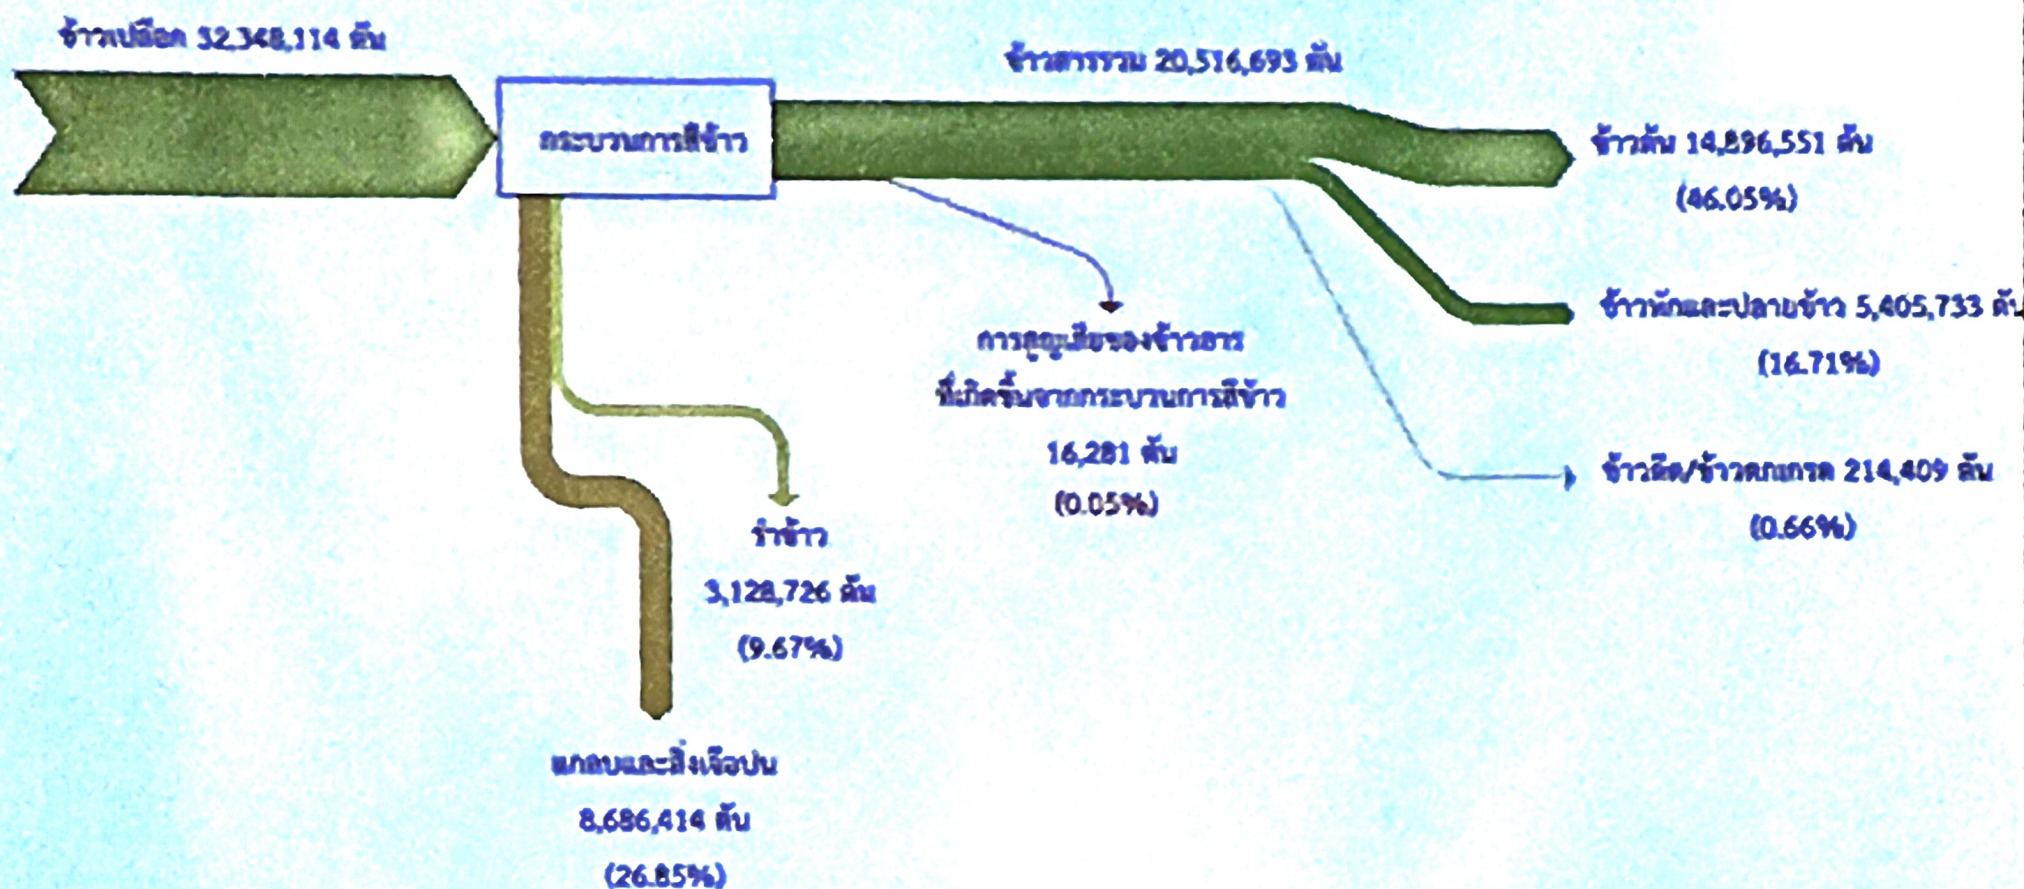 ข้าวเปลือก 32,348,114 ตัน
ข้าวสารรวม 20,516,693 ตัน
กระบวนการสีข้าว
ข้าวต้น 14,896,551 ตัน
(46.05%)
ข้าวหักและปลายข้าว 5,405,733 ตัน
(16.71%)
การสูญเสียของข้าวสาร
ที่เกิดขึ้นจากกระบวนการสีข้าว
16,281 ตัน
(0.05%)
ข้าวดีด/ข้าวตกเกรด 214,409 ตัน
(0.66%)
รำข้าว
3,128,726 ตัน
(9.67%)
แกลบและสิ่งเจือปน
8,686,414 ตัน
(26.85%)